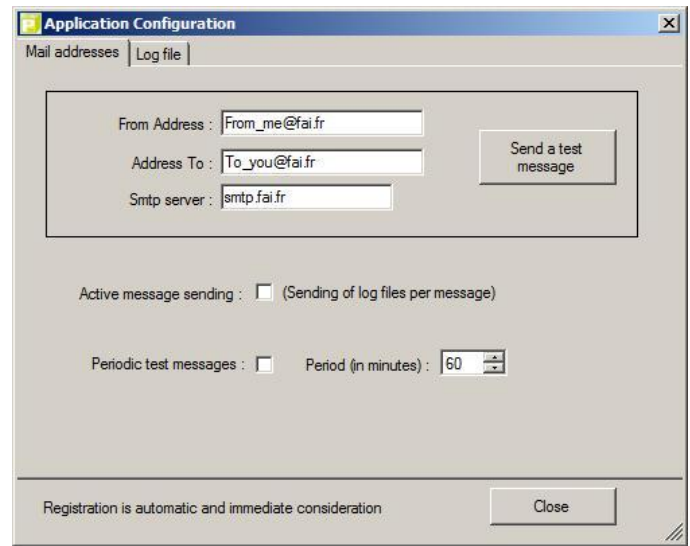 Application Configuration
Mail addresses
Log file
From Address :
From_me@fai.fr
Send a test
message
Address To :
To_you@fai.fr
Smtp server :
smtp.fai.fr
Active message sending :
(Sending of log files per message)
Periodic test messages :
Period (in minutes) :
60
Registration is automatic and immediate consideration
Close